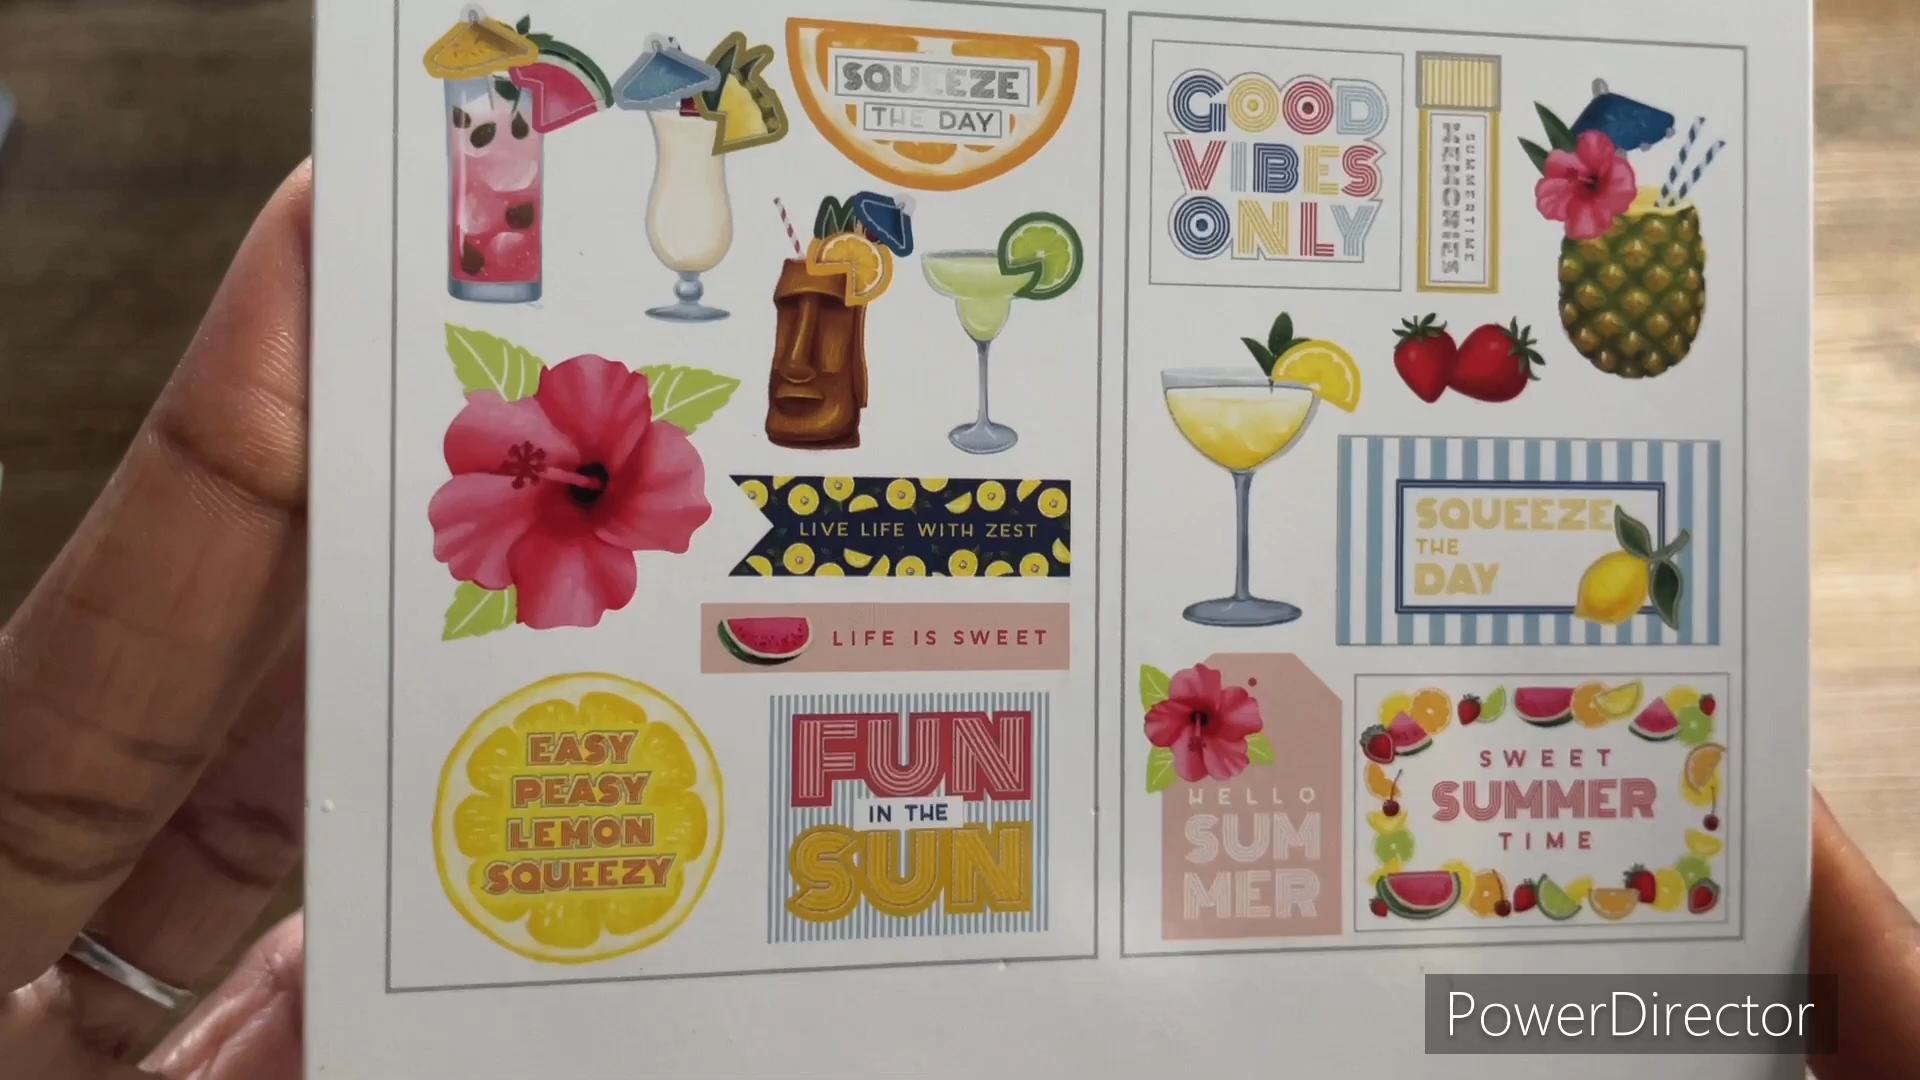 SQUEEZE
THE DAY
LIVE LIFE WITH ZEST
LIFE IS SWEET
EASY
PEASY
LEMON
SQUEEZY
FUN
IN THE
SUN
GOOD
VIBES
ONLY
SUMMERTIME
MEMORIES
SQUEEZE
THE
DAY
HELLO
SUM
MER
SWEET
SUMMER
TIME
PowerDirector